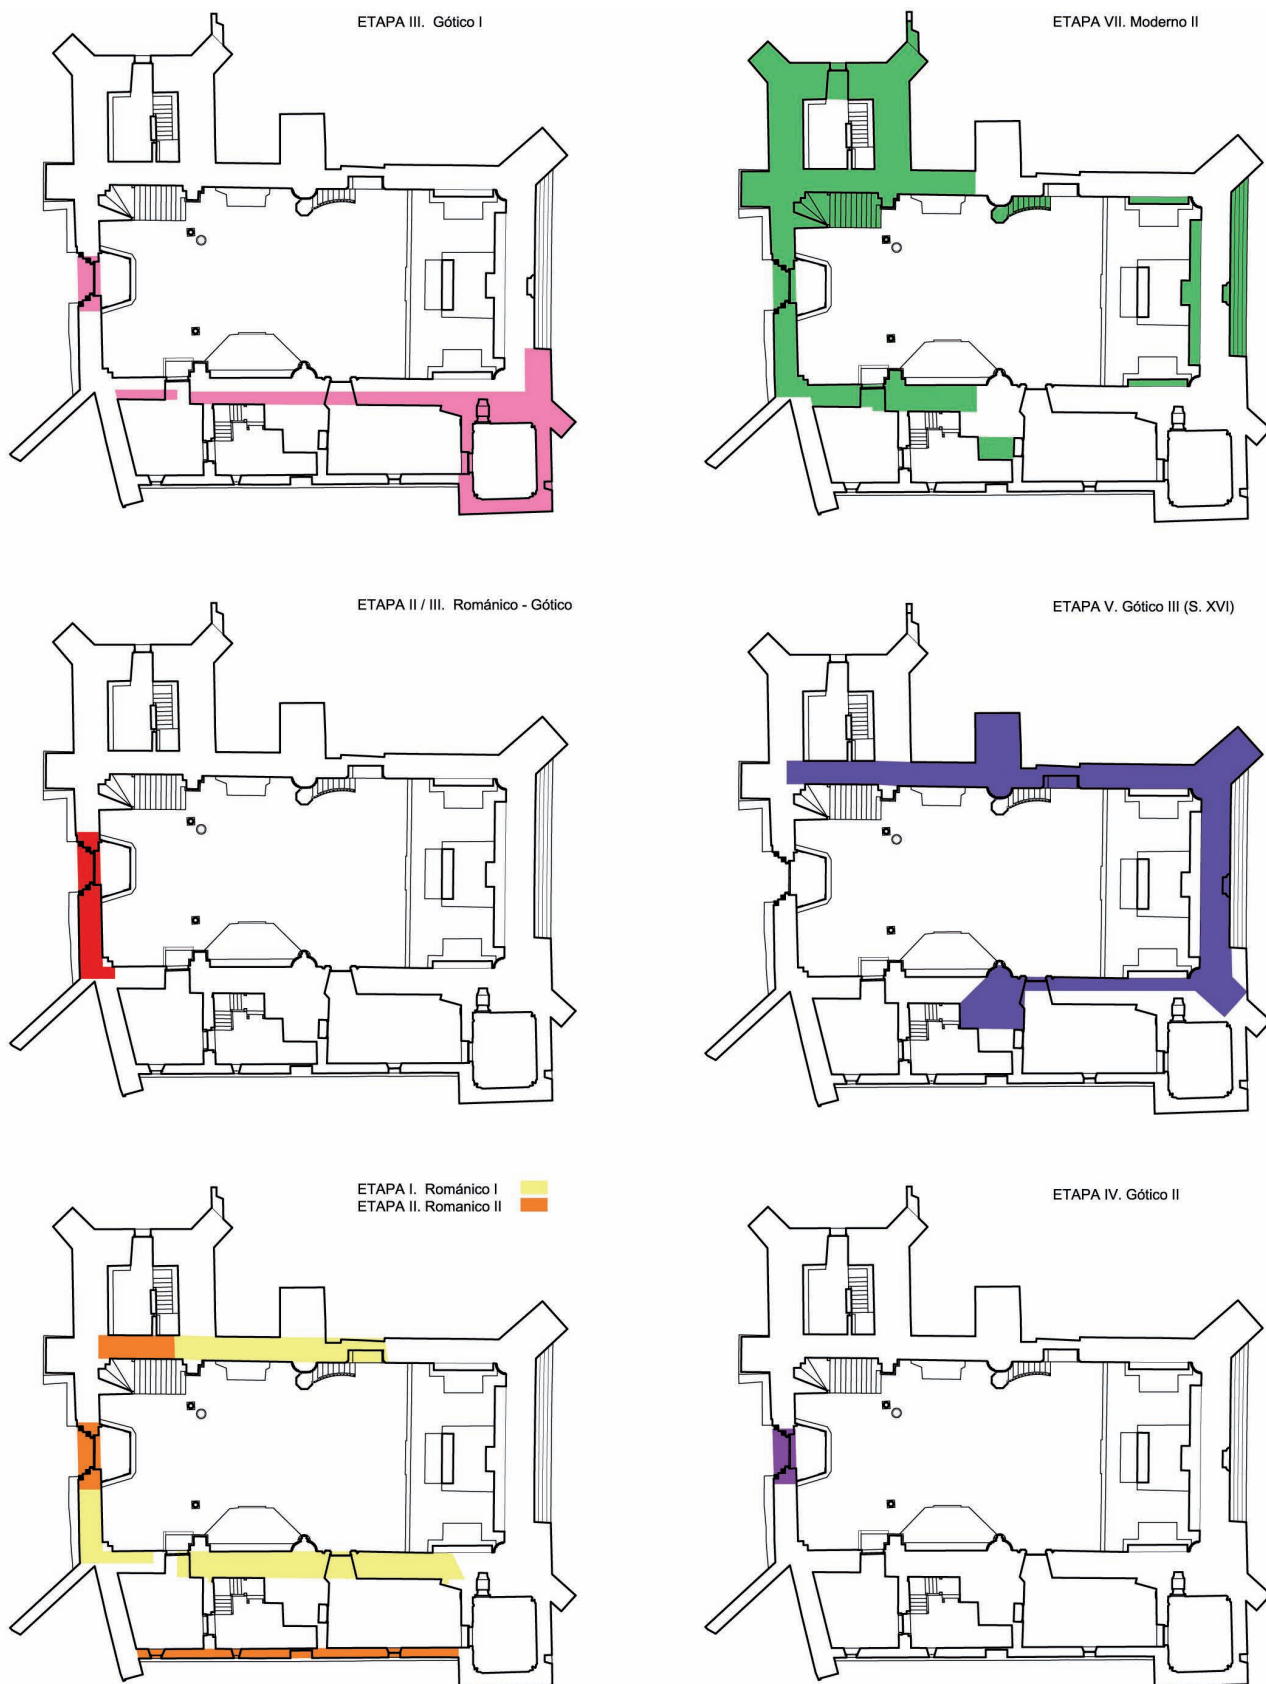 ETAPA III. Gótico I
ETAPA VII. Moderno II
ETAPA II / III. Románico - Gótico
ETAPA V. Gótico III (S. XVI)
ETAPA I. Románico I
ETAPA II. Romanico II
ETAPA IV. Gótico II